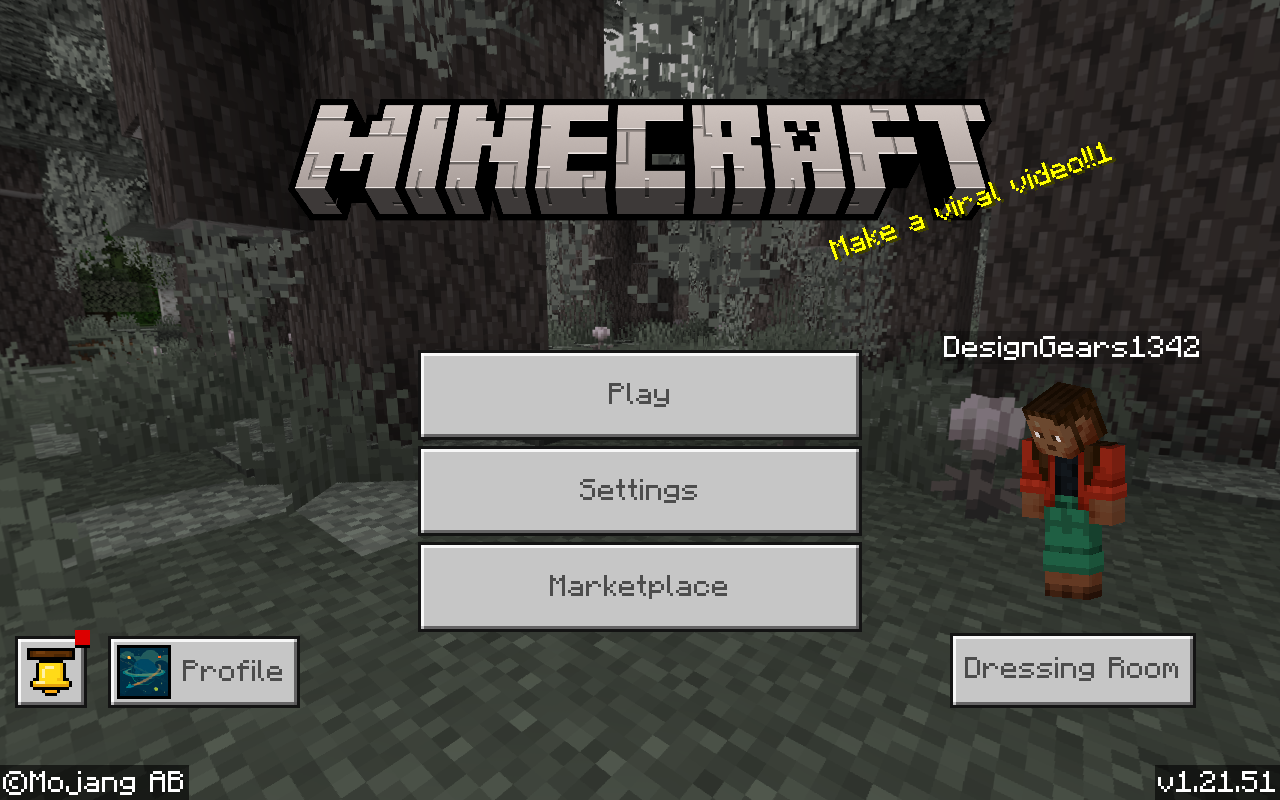 MINECRAFT
Make a viral video!!1
DesignGears1342
Play
Settings
Marketplace
Profile
Dressing Room
©Mojang AB
v1.21.51